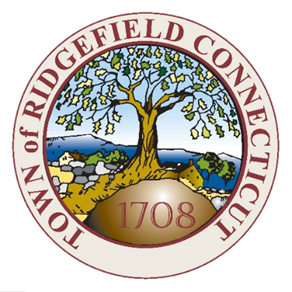 TOWN of RIDGEFIELD CONNECTICUT
1708